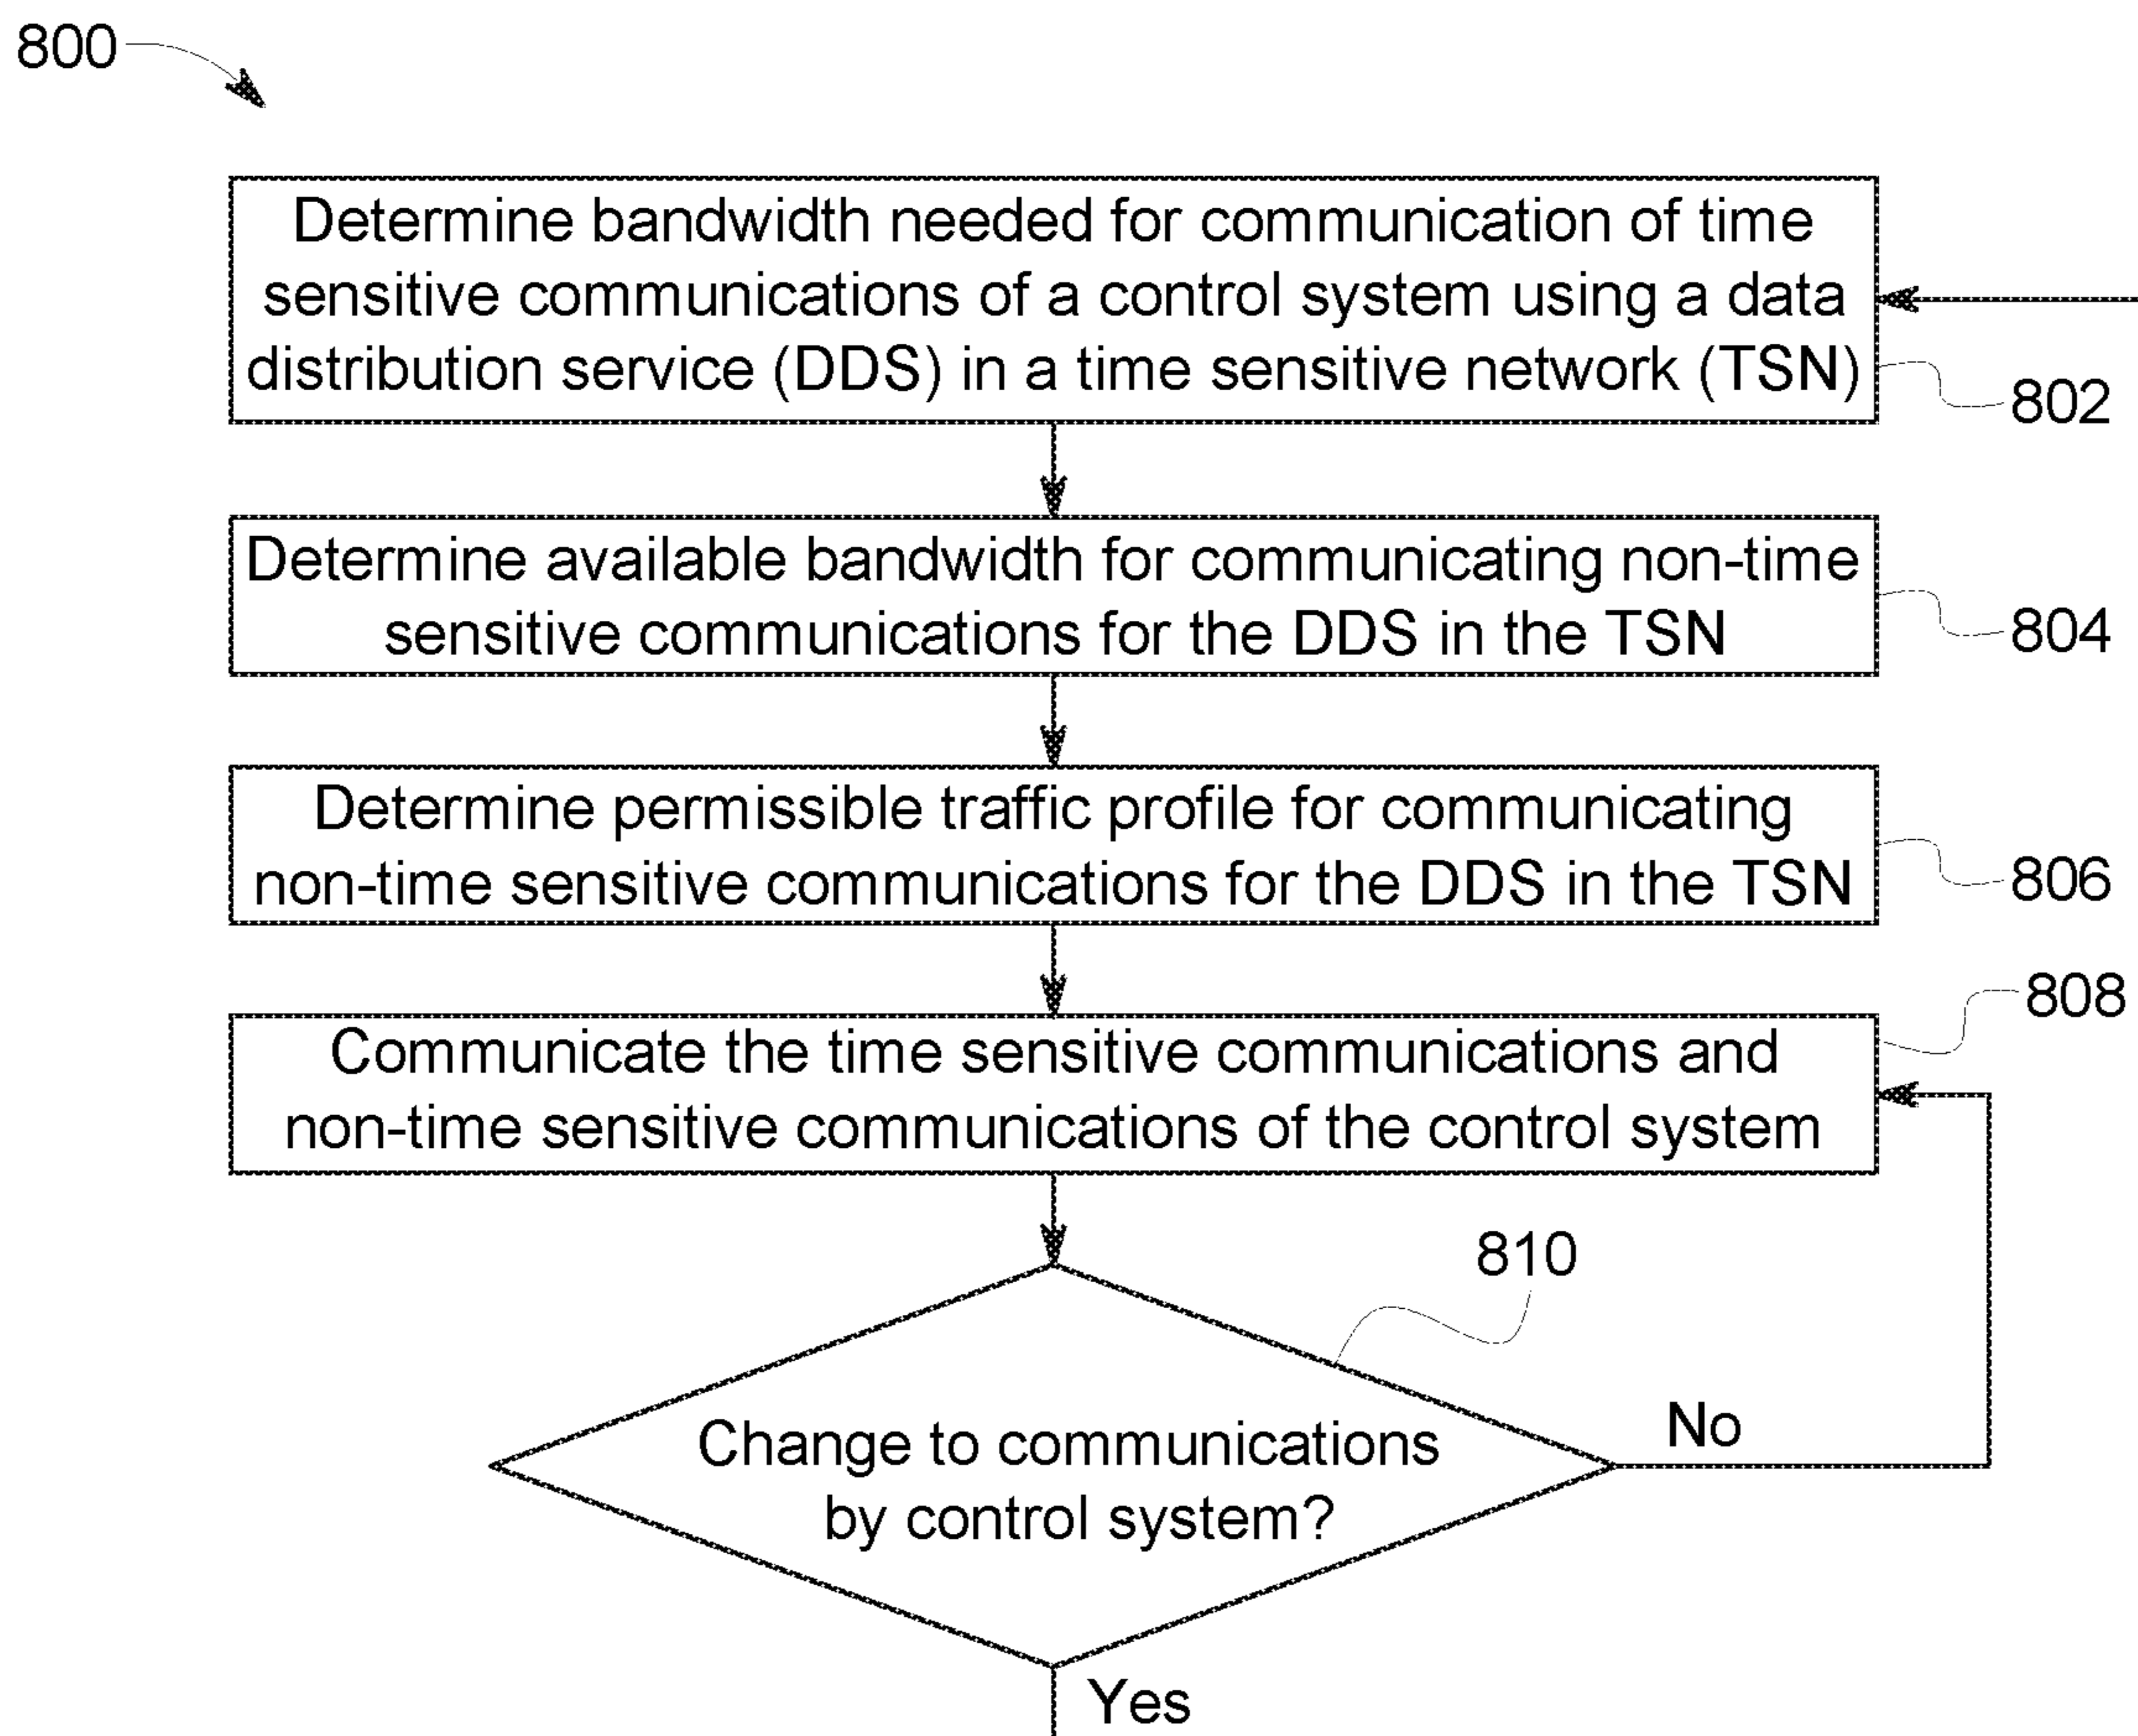 800
Determine bandwidth needed for communication of time
sensitive communications of a control system using a data
distribution service (DDS) in a time sensitive network (TSN)
802
Determine available bandwidth for communicating non-time
sensitive communications for the DDS in the TSN
804
Determine permissible traffic profile for communicating
non-time sensitive communications for the DDS in the TSN
806
808
Communicate the time sensitive communications and
non-time sensitive communications of the control system
810
Change to communications
by control system?
No
Yes